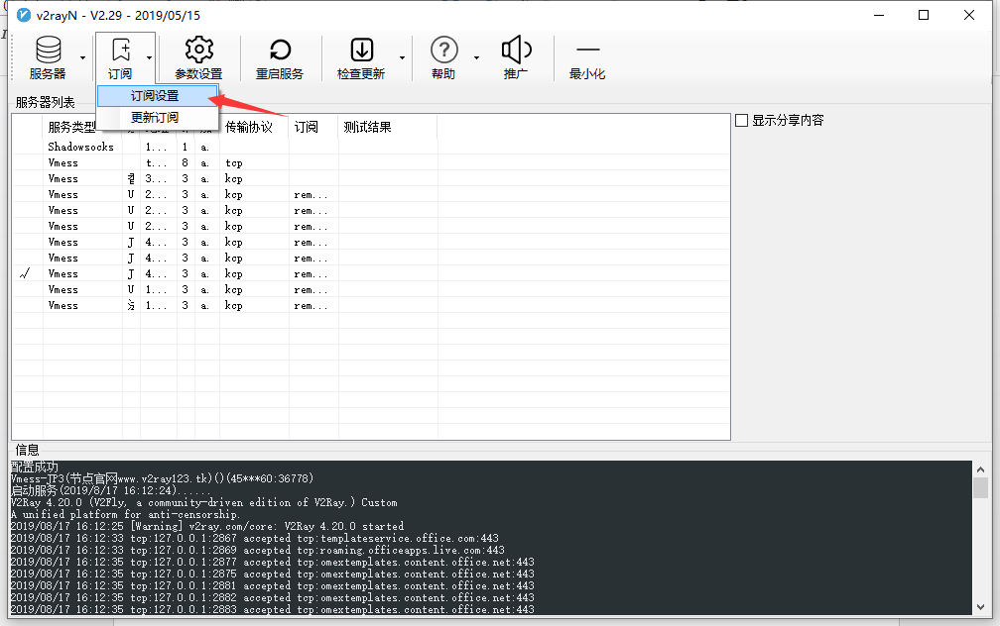 v2rayN - V2.29 - 2019/05/15
服务器 订阅 参数设置 重启服务 检查更新 帮助 推广 最小化
订阅设置
更新订阅
服务器列表
显示分享内容
服务类型 传输协议 订阅 测试结果
Shadowsocks 1... 1 a.
Vmess t... 8 a. tcp
Vmess 3... 3 a. kcp
Vmess U 2... 3 a. kcp rem...
Vmess U 2... 3 a. kcp rem...
Vmess U 2... 3 a. kcp rem...
Vmess J 4... 3 a. kcp rem...
Vmess J 4... 3 a. kcp rem...
Vmess J 4... 3 a. kcp rem...
Vmess U 1... 3 a. kcp rem...
Vmess 1... 3 a. kcp rem...
信息
配置成功
Vmess-JP3(节点官网www.v2ray123.tk)()(45***60:36778)
启动服务(2019/8/17 16:12:24)......
V2Ray 4.20.0 (V2Fly, a community-driven edition of V2Ray.) Custom
A unified platform for anti-censorship.
2019/08/17 16:12:25 [Warning] v2ray.com/core: V2Ray 4.20.0 started
2019/08/17 16:12:33 tcp:127.0.0.1:2867 accepted tcp:templateservice.office.com:443
2019/08/17 16:12:33 tcp:127.0.0.1:2869 accepted tcp:roaming.officeapps.live.com:443
2019/08/17 16:12:35 tcp:127.0.0.1:2877 accepted tcp:omextemplates.content.office.net:443
2019/08/17 16:12:35 tcp:127.0.0.1:2875 accepted tcp:omextemplates.content.office.net:443
2019/08/17 16:12:35 tcp:127.0.0.1:2881 accepted tcp:omextemplates.content.office.net:443
2019/08/17 16:12:35 tcp:127.0.0.1:2882 accepted tcp:omextemplates.content.office.net:443
2019/08/17 16:12:35 tcp:127.0.0.1:2883 accepted tcp:omextemplates.content.office.net:443